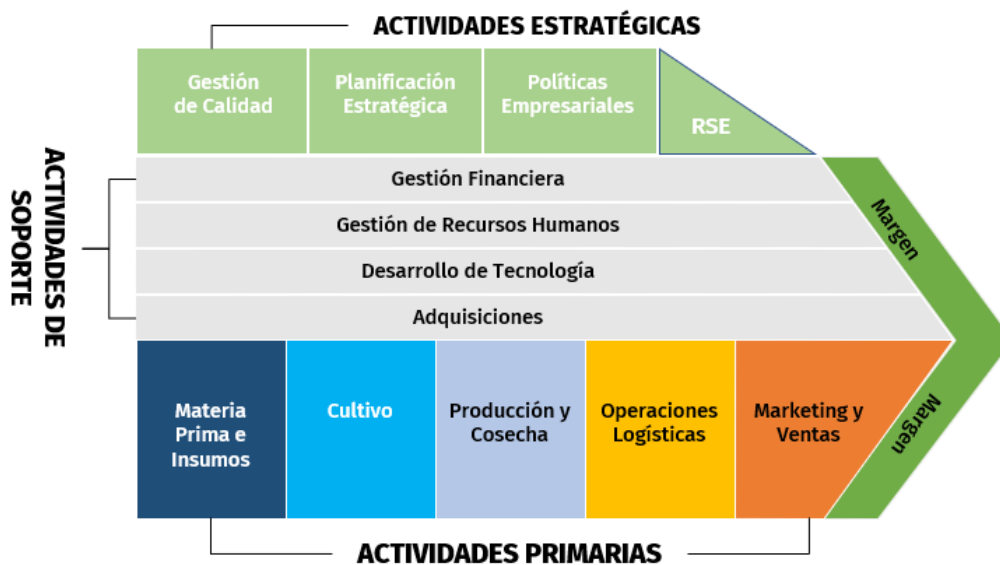 ACTIVIDADES ESTRATÉGICAS
Gestión
de Calidad
Planificación
Estratégica
Políticas
Empresariales
RSE
ACTIVIDADES DE
SOPORTE
Gestión Financiera
Gestión de Recursos Humanos
Desarrollo de Tecnología
Adquisiciones
Margen
Materia
Prima e
Insumos
Cultivo
Producción y
Cosecha
Operaciones
Logísticas
Marketing y
Ventas
Margen
ACTIVIDADES PRIMARIAS